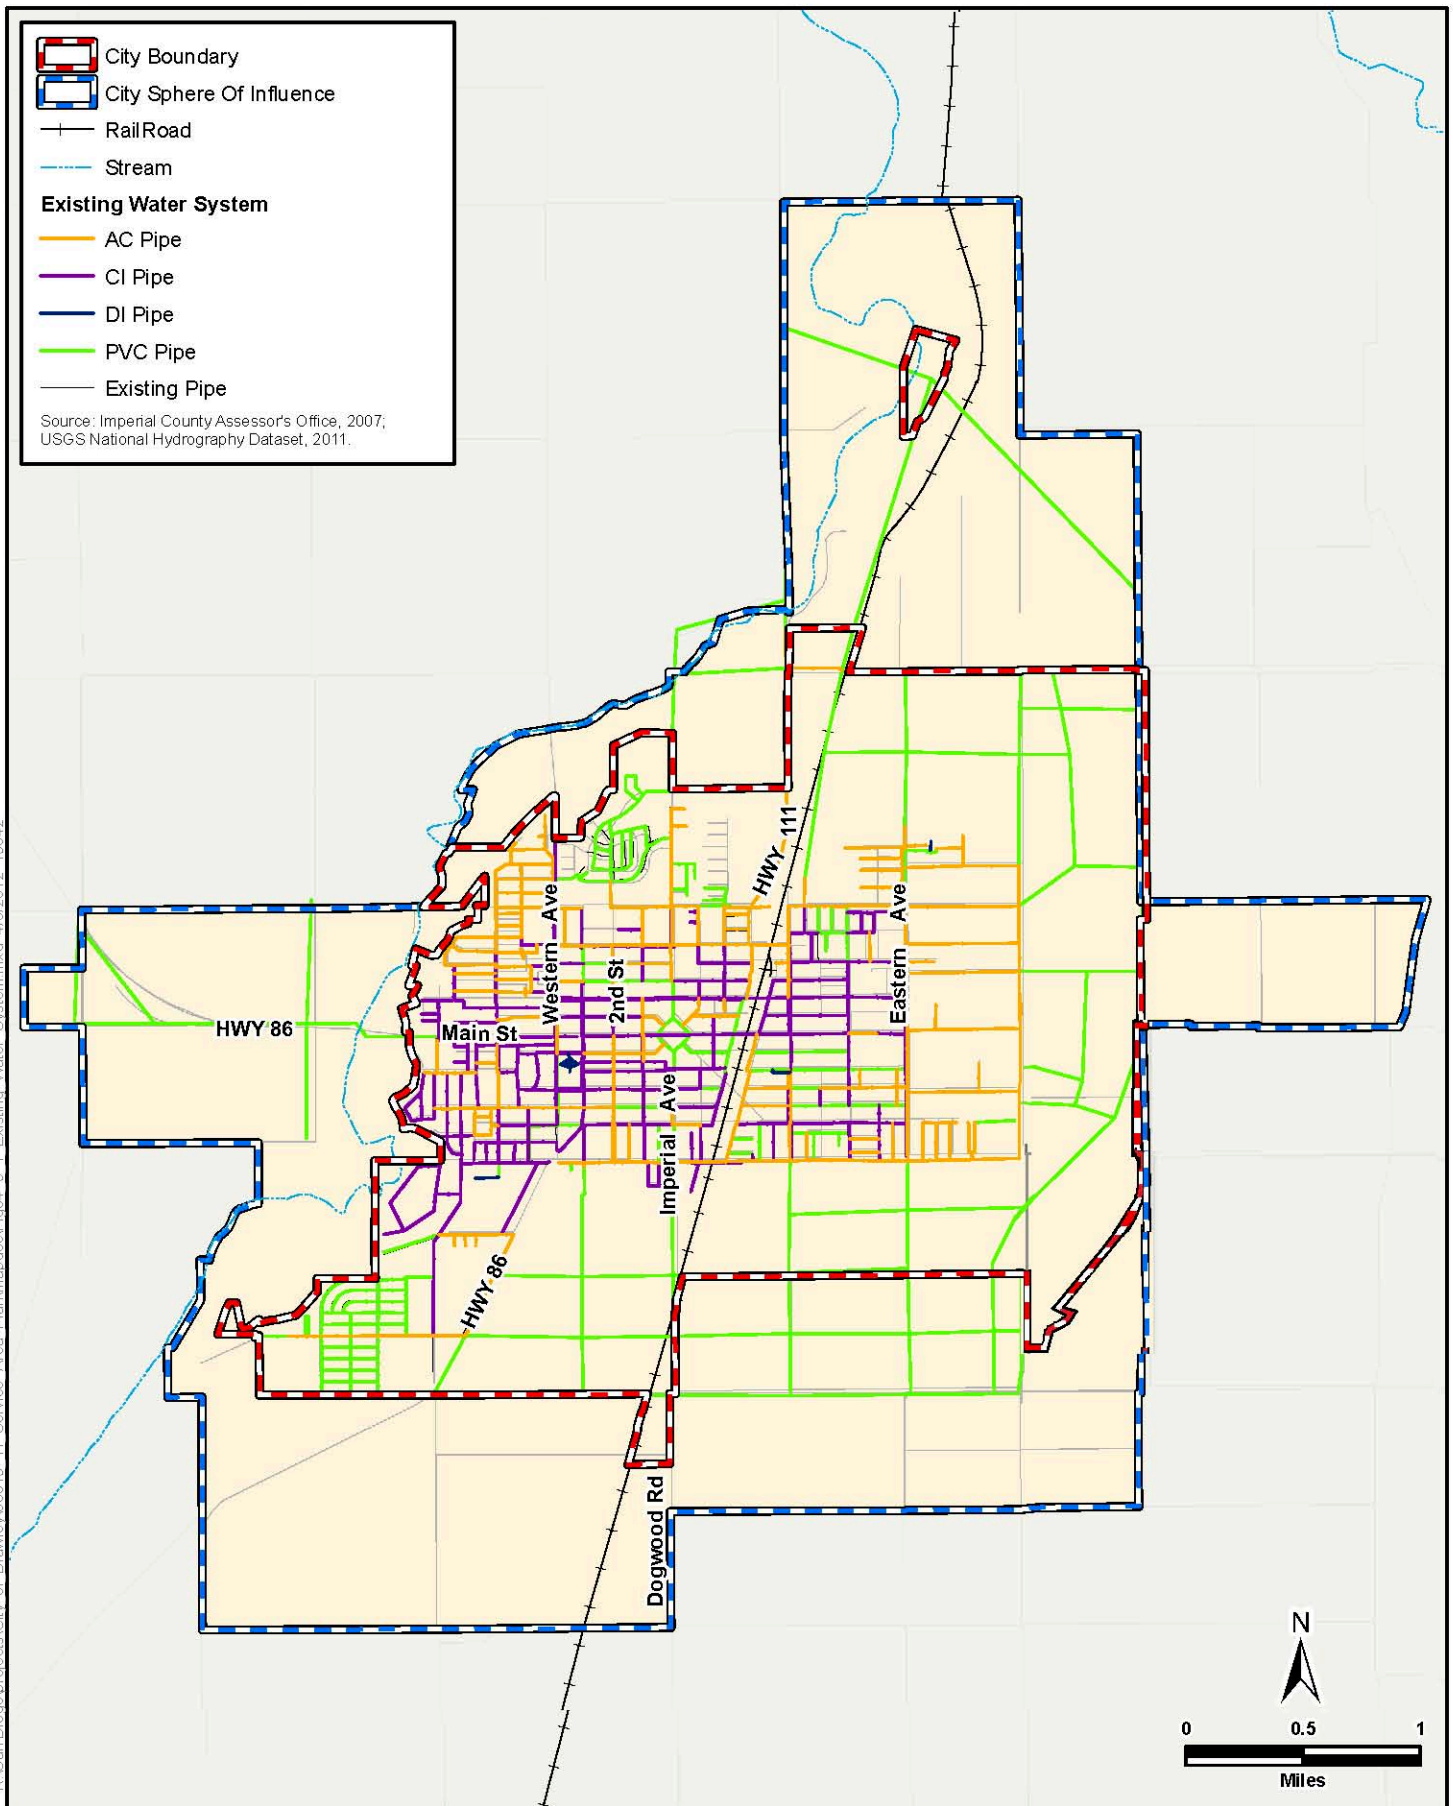 City Boundary
City Sphere Of Influence
RailRoad
Stream
Existing Water System
AC Pipe
CI Pipe
DI Pipe
PVC Pipe
Existing Pipe
Source: Imperial County Assessor's Office, 2007;
USGS National Hydrography Dataset, 2011.
HWY 111
Western Ave
2nd St
Eastern Ave
HWY 86
Main St
Imperial Ave
HWY 86
Dogwood Rd
N
0 0.5 1
Miles